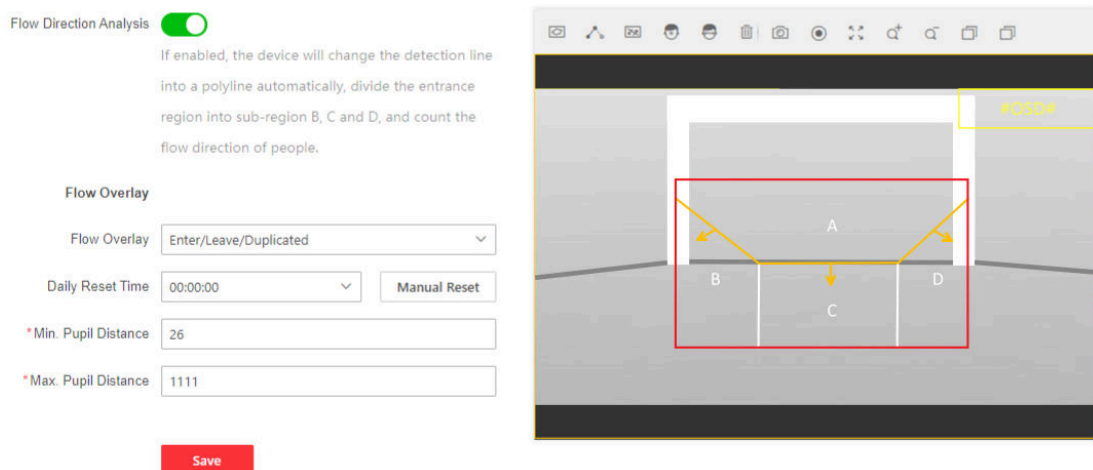 Flow Direction Analysis
If enabled, the device will change the detection line
into a polyline automatically, divide the entrance
region into sub-region B, C and D, and count the
flow direction of people.
Flow Overlay
Flow Overlay Enter/Leave/Duplicated
Daily Reset Time 00:00:00 Manual Reset
*Min. Pupil Distance 26
*Max. Pupil Distance 1111
Save
#OSD#
A
B
D
C